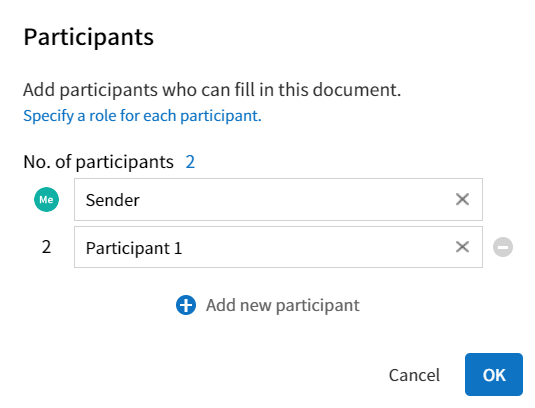 Participants
Add participants who can fill in this document.
Specify a role for each participant.
No. of participants 2
Me Sender
2 Participant 1
Add new participant
Cancel OK